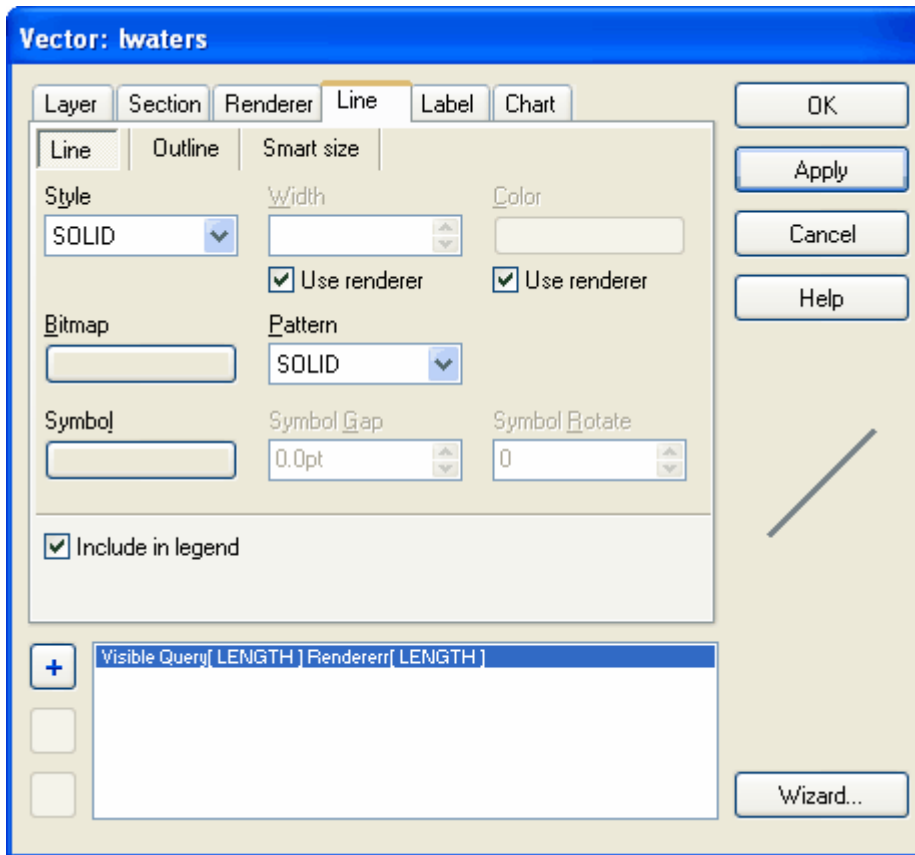 Vector: lwaters
Layer Section Renderer Line Label Chart
OK
Line Outline Smart size
Apply
Style Width Color
SOLID
Cancel
Use renderer Use renderer
Help
Bitmap Pattern
SOLID
Symbol Symbol Gap Symbol Rotate
0.0pt 0
Include in legend
+
Visible Query[ LENGTH ] Rendererr[ LENGTH ]
Wizard...